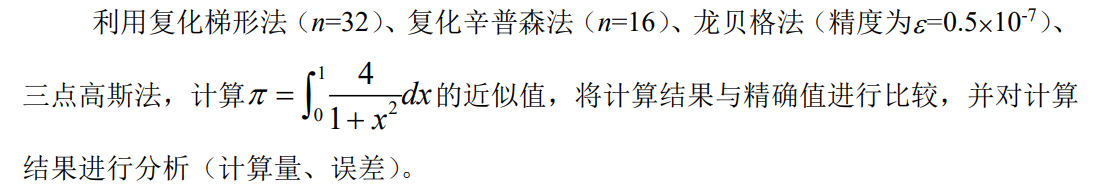 利用复化梯形法（n=32）、复化辛普森法（n=16）、龙贝格法（精度为ε=0.5×10⁻⁷）、
三点高斯法，计算π = ∫₀¹ 4/(1 + x²) dx 的近似值，将计算结果与精确值进行比较，并对计算
结果进行分析（计算量、误差）。